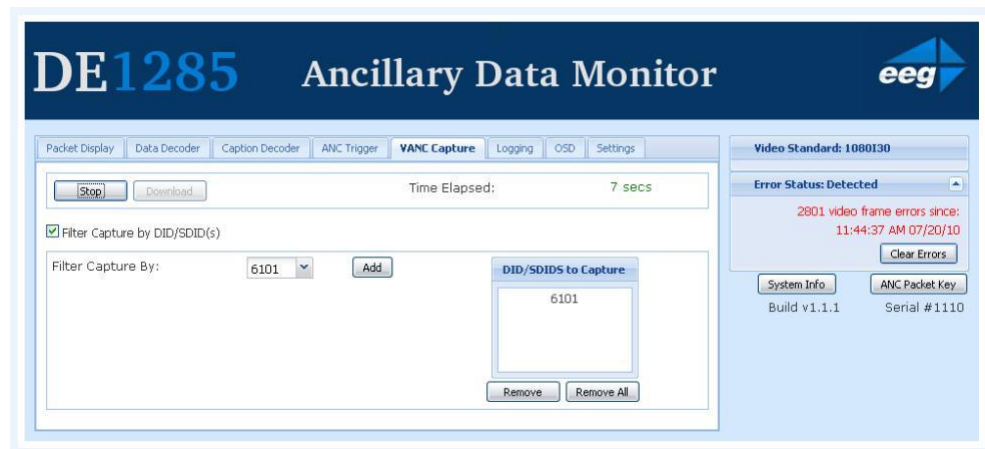 DE1285 Ancillary Data Monitor eeg
Packet Display Data Decoder Caption Decoder ANC Trigger VANC Capture Logging OSD Settings
Stop Download Time Elapsed: 7 secs
Filter Capture by DID/SDID(s)
Filter Capture By: 6101 Add
DID/SDIDS to Capture
6101
Remove Remove All
Video Standard: 1080I30
Error Status: Detected
2801 video frame errors since:
11:44:37 AM 07/20/10
Clear Errors
System Info ANC Packet Key
Build v1.1.1 Serial #1110